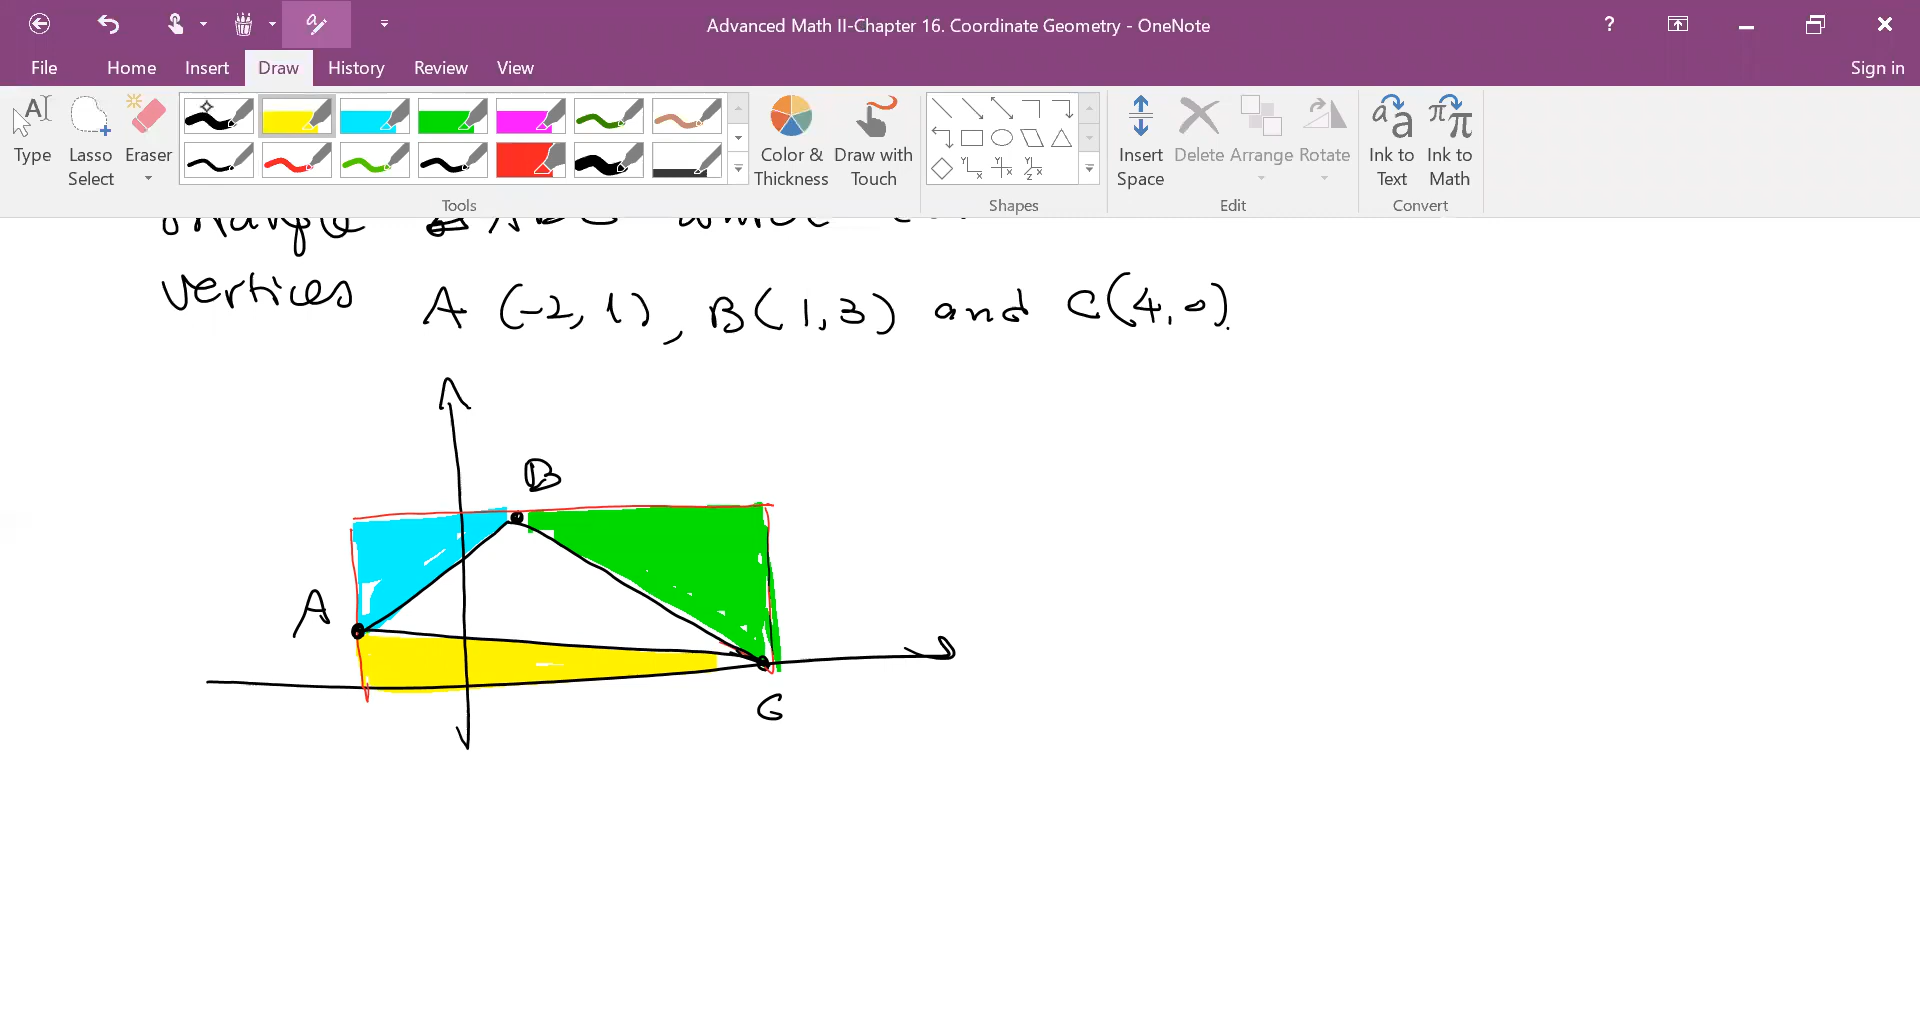 Advanced Math II-Chapter 16. Coordinate Geometry - OneNote
?
File Home Insert Draw History Review View
Sign in
Type
Lasso Select
Eraser
Color & Thickness
Draw with Touch
Insert Space
Delete
Arrange
Rotate
Ink to Text
Ink to Math
Tools
Shapes
Edit
Convert
triangle ΔABC
vertices A (-2, 1), B(1, 3) and C(4, 0).
B
A
C